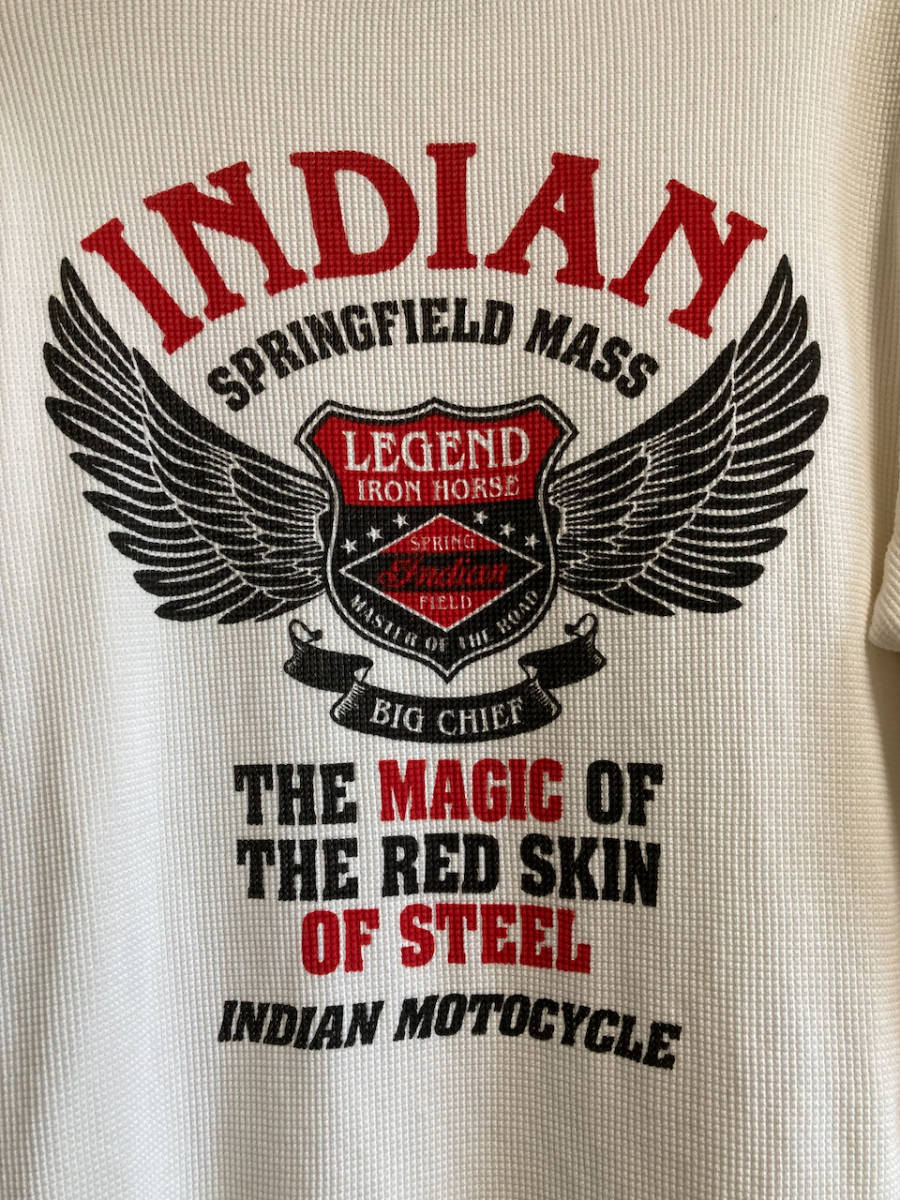 INDIAN
SPRINGFIELD MASS
LEGEND
IRON HORSE
SPRING
Indian
FIELD
MASTER OF THE ROAD
BIG CHIEF
THE MAGIC OF
THE RED SKIN
OF STEEL
INDIAN MOTOCYCLE